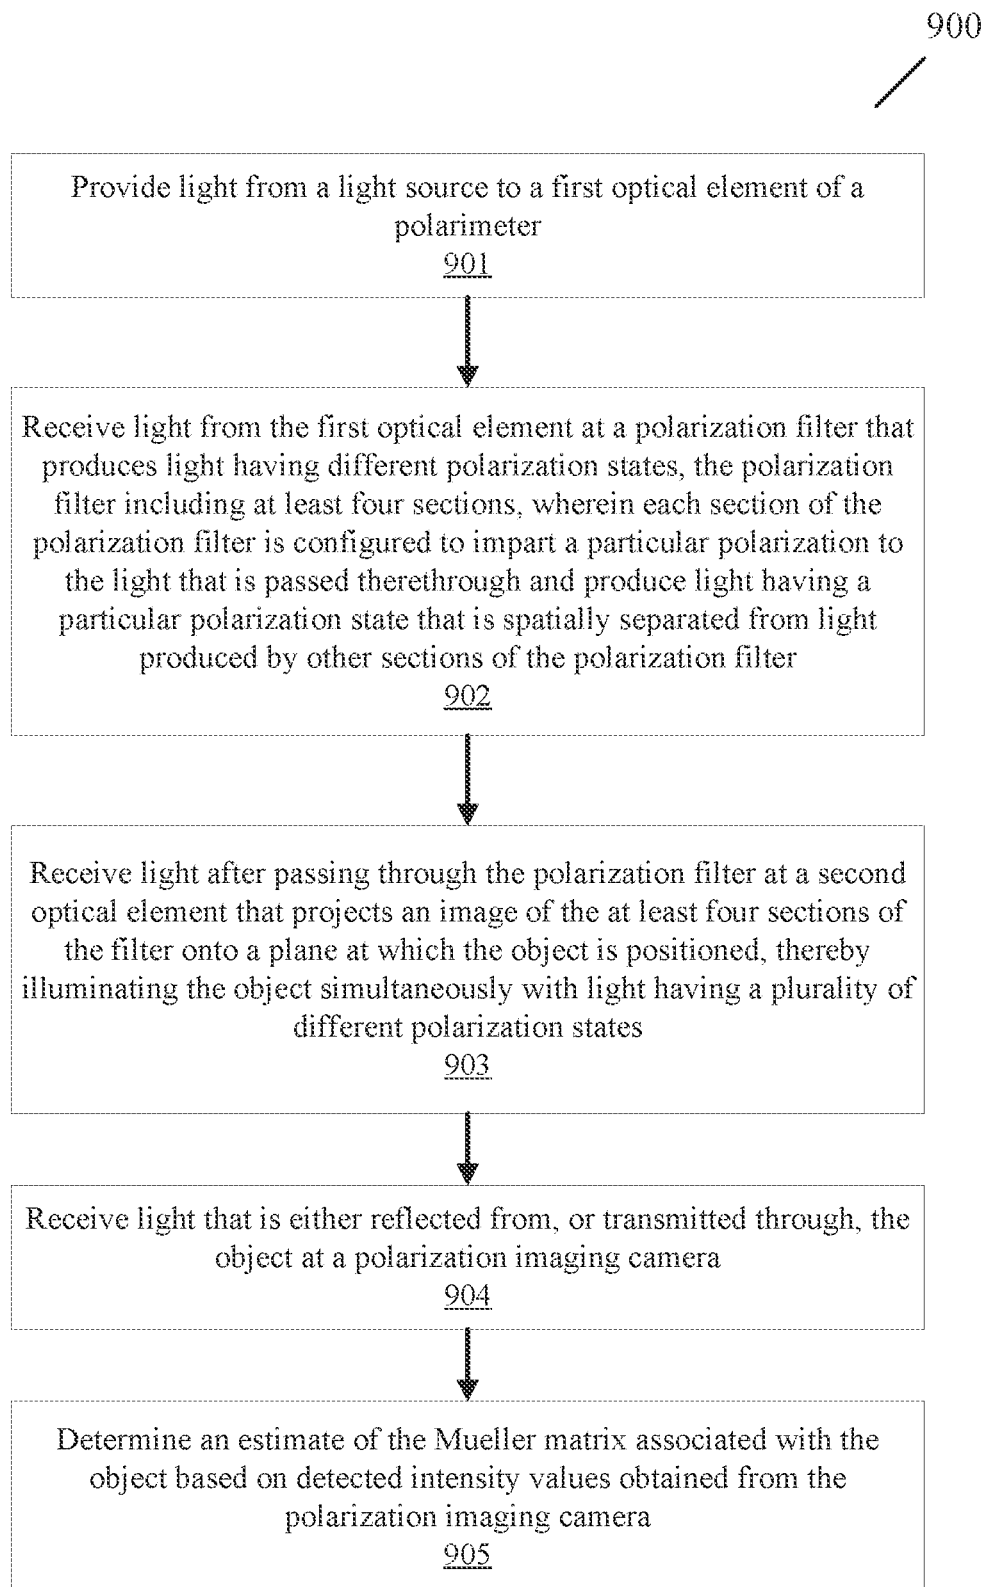 900
Provide light from a light source to a first optical element of a
polarimeter
901
Receive light from the first optical element at a polarization filter that
produces light having different polarization states, the polarization
filter including at least four sections, wherein each section of the
polarization filter is configured to impart a particular polarization to
the light that is passed therethrough and produce light having a
particular polarization state that is spatially separated from light
produced by other sections of the polarization filter
902
Receive light after passing through the polarization filter at a second
optical element that projects an image of the at least four sections of
the filter onto a plane at which the object is positioned, thereby
illuminating the object simultaneously with light having a plurality of
different polarization states
903
Receive light that is either reflected from, or transmitted through, the
object at a polarization imaging camera
904
Determine an estimate of the Mueller matrix associated with the
object based on detected intensity values obtained from the
polarization imaging camera
905